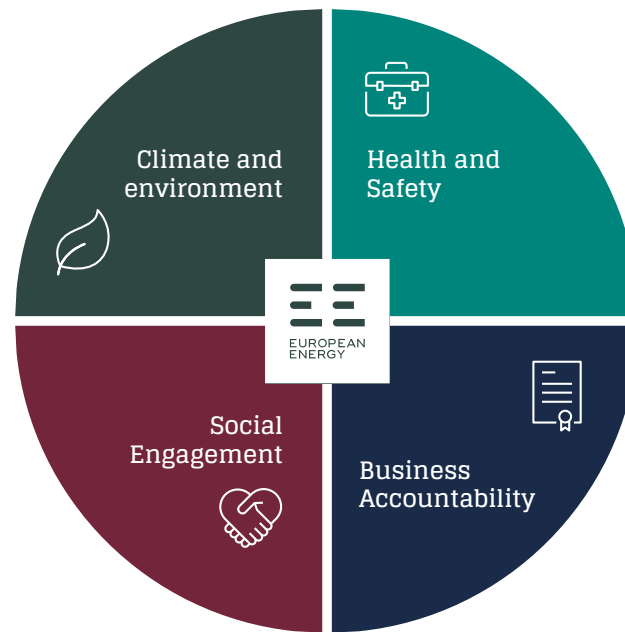 Climate and
environment
Health and
Safety
EUROPEAN
ENERGY
Social
Engagement
Business
Accountability